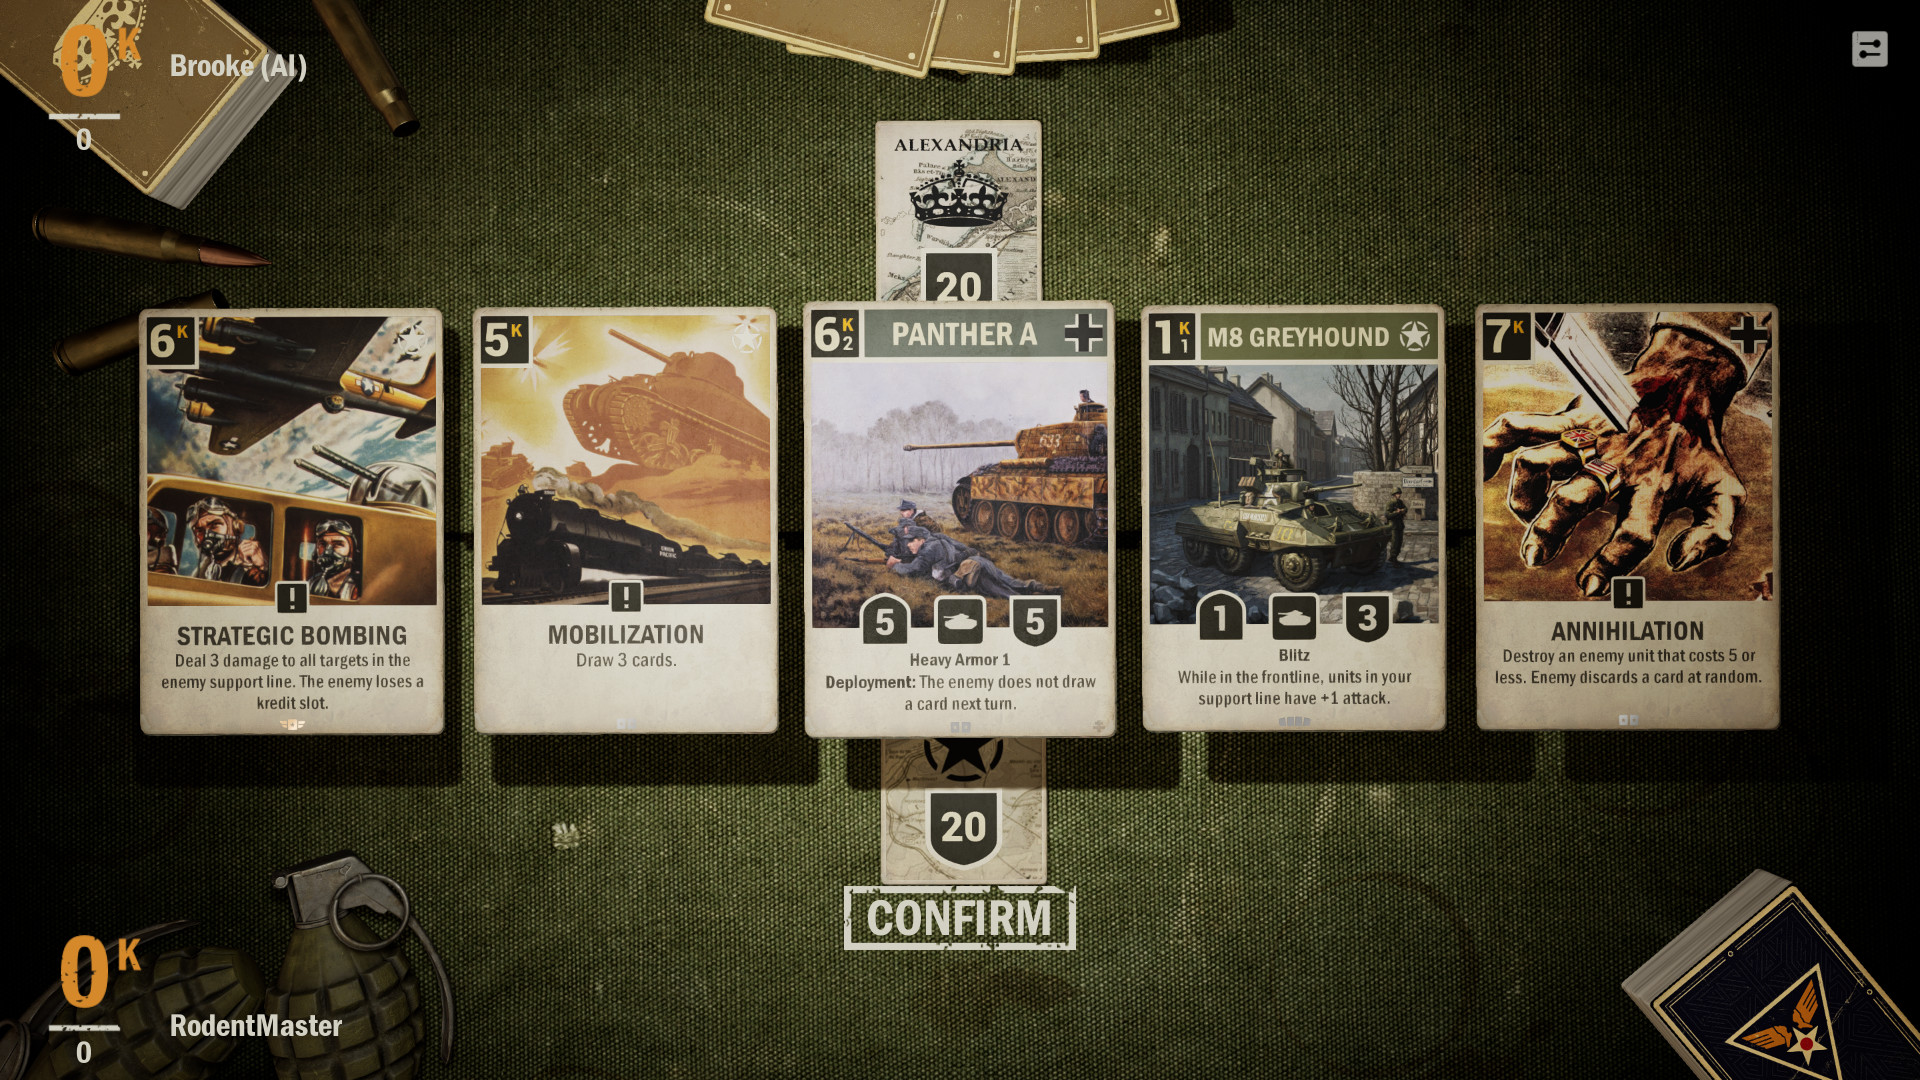 0K
0
Brooke (AI)
ALEXANDRIA
20
6K
STRATEGIC BOMBING
Deal 3 damage to all targets in the
enemy support line. The enemy loses a
kredit slot.
5K
MOBILIZATION
Draw 3 cards.
6K
2
PANTHER A
633
5
5
Heavy Armor 1
Deployment: The enemy does not draw
a card next turn.
1K
1
M8 GREYHOUND
1
3
Blitz
While in the frontline, units in your
support line have +1 attack.
7K
ANNIHILATION
Destroy an enemy unit that costs 5 or
less. Enemy discards a card at random.
20
CONFIRM
0K
0
RodentMaster